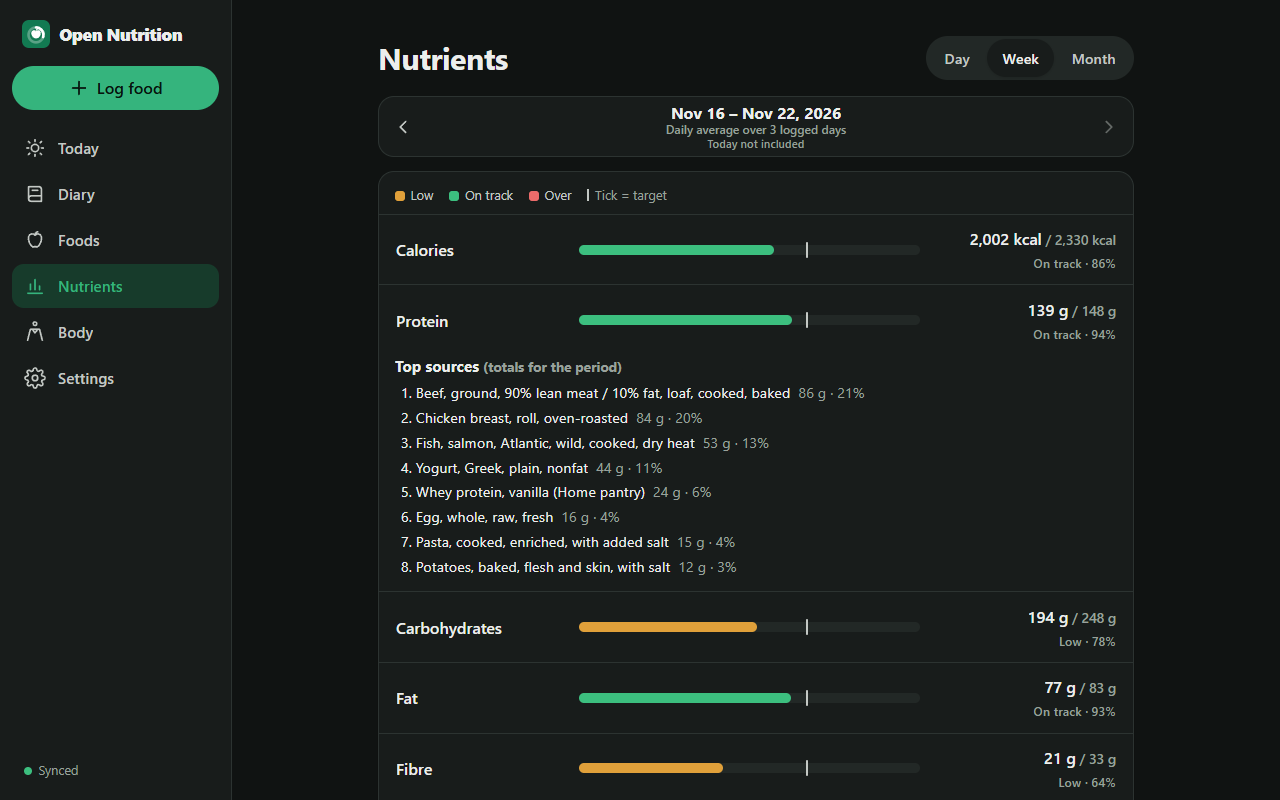 Open Nutrition
+ Log food
Today
Diary
Foods
Nutrients
Body
Settings
Synced
Nutrients
Day Week Month
Nov 16 – Nov 22, 2026
Daily average over 3 logged days
Today not included
Low On track Over Tick = target
Calories 2,002 kcal / 2,330 kcal
On track · 86%
Protein 139 g / 148 g
On track · 94%
Top sources (totals for the period)
1. Beef, ground, 90% lean meat / 10% fat, loaf, cooked, baked 86 g · 21%
2. Chicken breast, roll, oven-roasted 84 g · 20%
3. Fish, salmon, Atlantic, wild, cooked, dry heat 53 g · 13%
4. Yogurt, Greek, plain, nonfat 44 g · 11%
5. Whey protein, vanilla (Home pantry) 24 g · 6%
6. Egg, whole, raw, fresh 16 g · 4%
7. Pasta, cooked, enriched, with added salt 15 g · 4%
8. Potatoes, baked, flesh and skin, with salt 12 g · 3%
Carbohydrates 194 g / 248 g
Low · 78%
Fat 77 g / 83 g
On track · 93%
Fibre 21 g / 33 g
Low · 64%